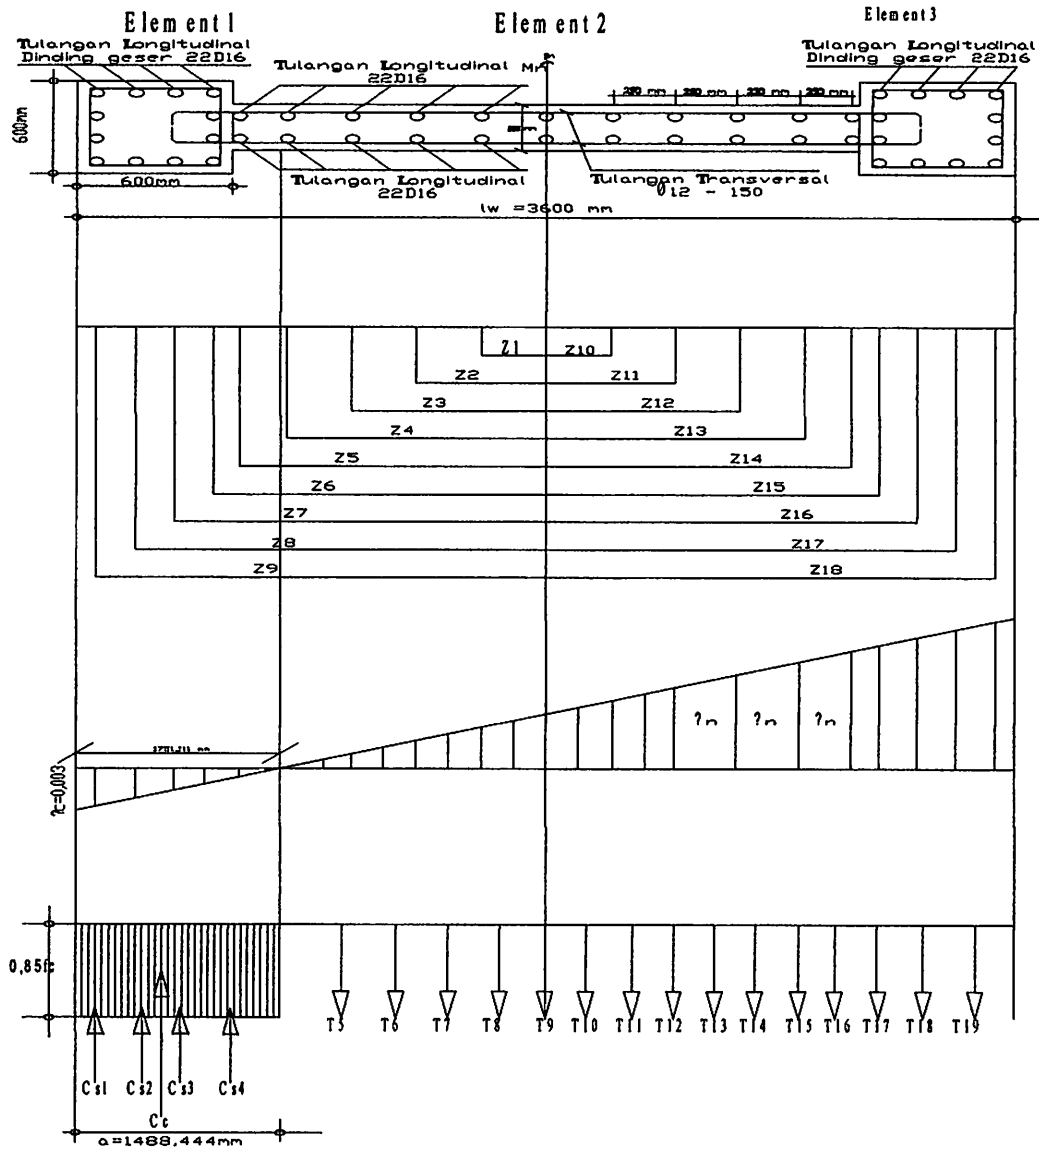 Element 1
Element 2
Element 3
Tulangan Longitudinal
Dinding geser 22D16
Tulangan Longitudinal
22D16
Tulangan Longitudinal
Dinding geser 22D16
600mm
600mm
Tulangan Longitudinal
22D16
Tulangan Transversal
Ø12 - 150
lw =3600 mm
Z1
Z10
Z2
Z11
Z3
Z12
Z4
Z13
Z5
Z14
Z6
Z15
Z7
Z16
Z8
Z17
Z9
Z18
?n
?n
?n
?c=0,003
0,85fc
T5
T6
T7
T8
T9
T10
T11
T12
T13
T14
T15
T16
T17
T18
T19
Cs1
Cs2
Cs3
Cs4
Cc
a=1488,444mm